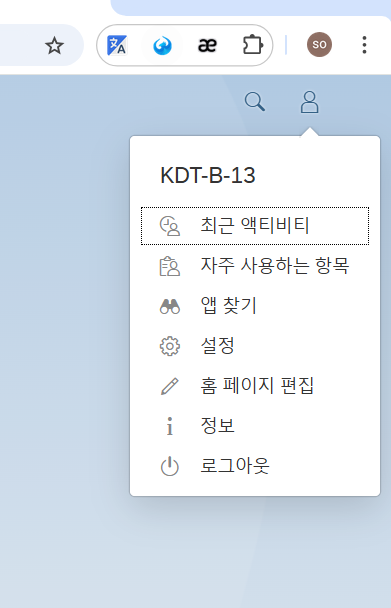 SO
KDT-B-13
최근 액티비티
자주 사용하는 항목
앱 찾기
설정
홈 페이지 편집
정보
로그아웃